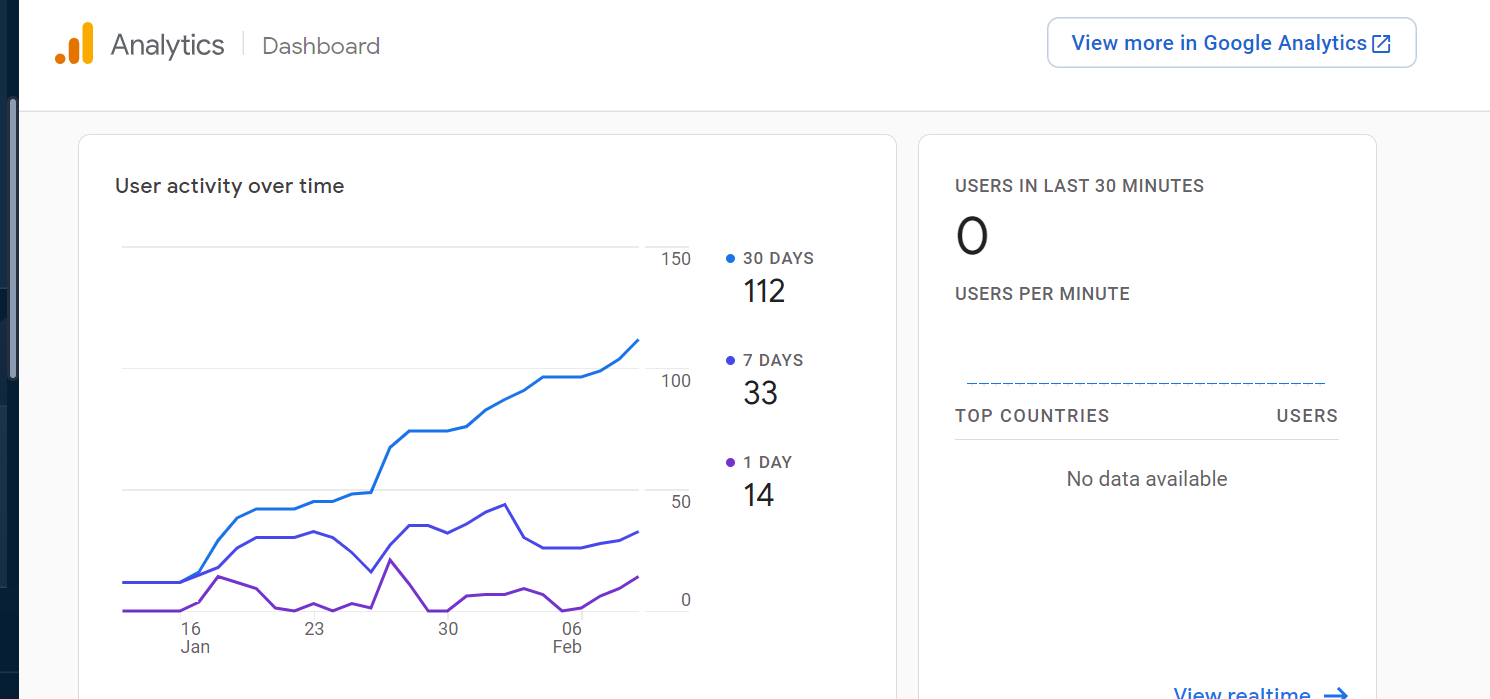 Analytics
Dashboard
View more in Google Analytics
User activity over time
150
100
50
0
16
Jan
23
30
06
Feb
30 DAYS
112
7 DAYS
33
1 DAY
14
USERS IN LAST 30 MINUTES
0
USERS PER MINUTE
TOP COUNTRIES
USERS
No data available
View realtime